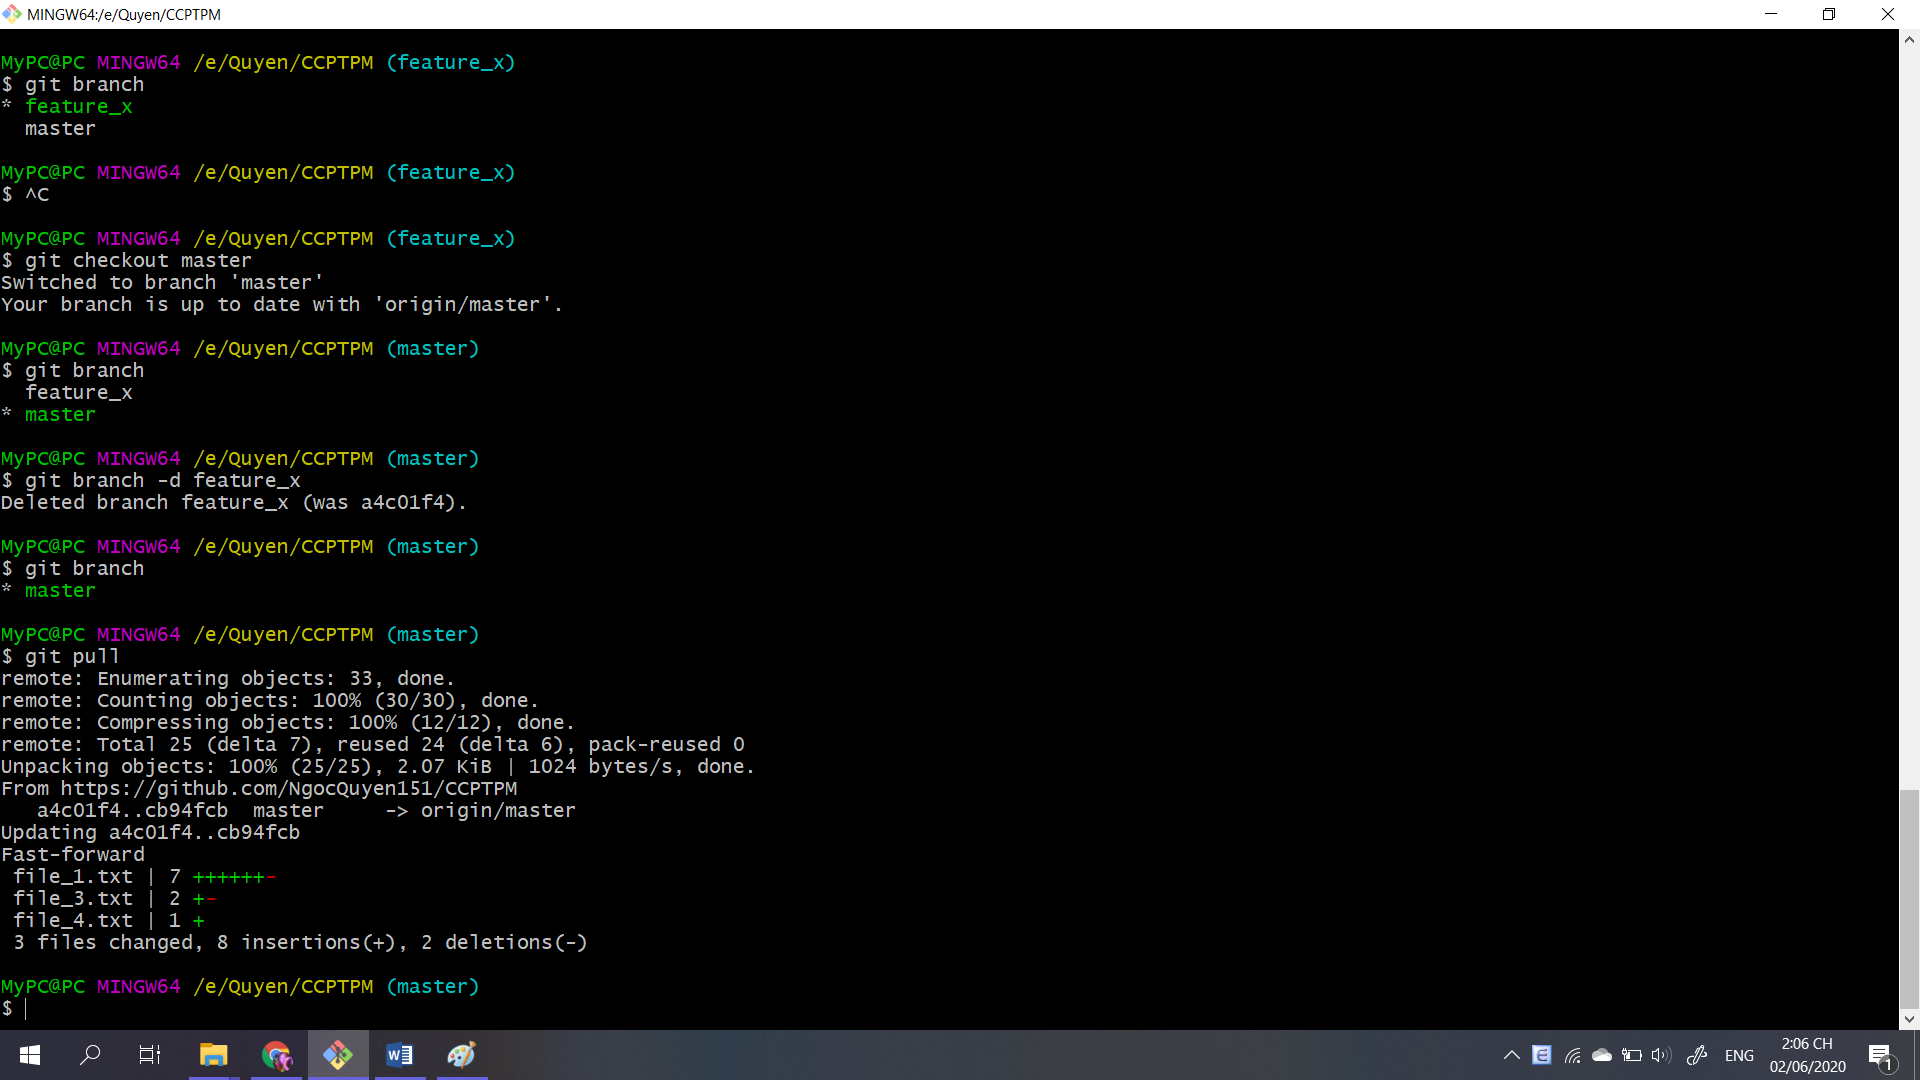 MINGW64:/e/Quyen/CCPTPM
MyPC@PC MINGW64 /e/Quyen/CCPTPM (feature_x)
$ git branch
* feature_x
  master
MyPC@PC MINGW64 /e/Quyen/CCPTPM (feature_x)
$ ^C
MyPC@PC MINGW64 /e/Quyen/CCPTPM (feature_x)
$ git checkout master
Switched to branch 'master'
Your branch is up to date with 'origin/master'.
MyPC@PC MINGW64 /e/Quyen/CCPTPM (master)
$ git branch
  feature_x
* master
MyPC@PC MINGW64 /e/Quyen/CCPTPM (master)
$ git branch -d feature_x
Deleted branch feature_x (was a4c01f4).
MyPC@PC MINGW64 /e/Quyen/CCPTPM (master)
$ git branch
* master
MyPC@PC MINGW64 /e/Quyen/CCPTPM (master)
$ git pull
remote: Enumerating objects: 33, done.
remote: Counting objects: 100% (30/30), done.
remote: Compressing objects: 100% (12/12), done.
remote: Total 25 (delta 7), reused 24 (delta 6), pack-reused 0
Unpacking objects: 100% (25/25), 2.07 KiB | 1024 bytes/s, done.
From https://github.com/NgocQuyen151/CCPTPM
   a4c01f4..cb94fcb  master     -> origin/master
Updating a4c01f4..cb94fcb
Fast-forward
 file_1.txt | 7 ++++++-
 file_3.txt | 2 +-
 file_4.txt | 1 +
 3 files changed, 8 insertions(+), 2 deletions(-)
MyPC@PC MINGW64 /e/Quyen/CCPTPM (master)
$
ENG
2:06 CH
02/06/2020
1